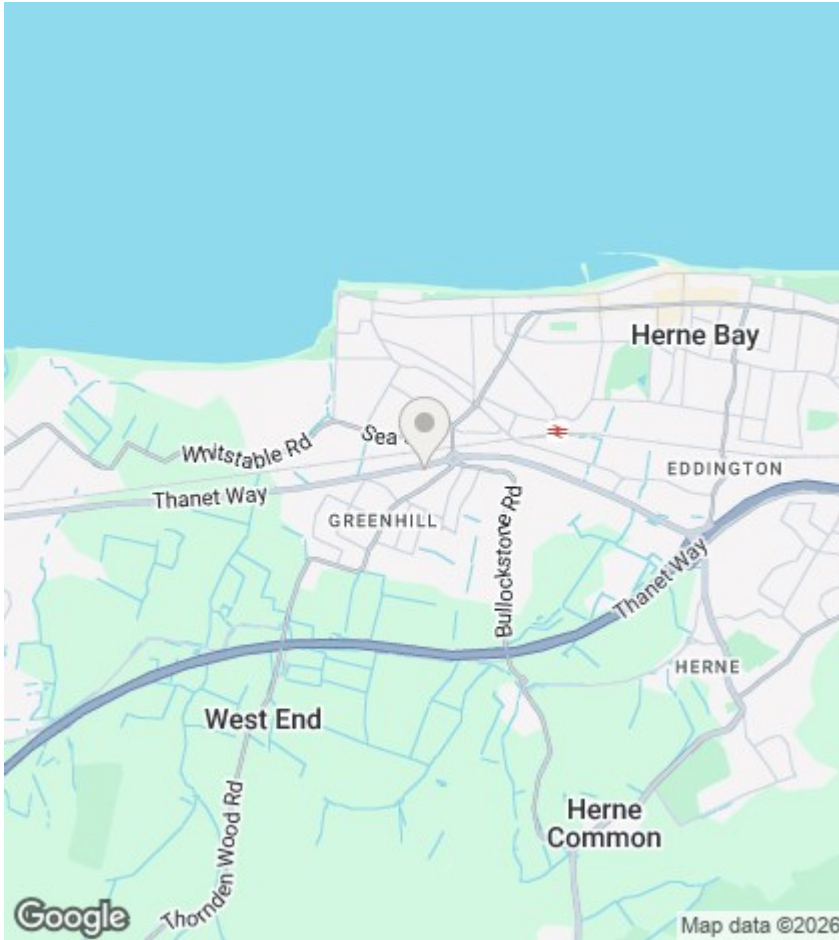 Herne Bay
Whitstable Rd
Sea
EDDINGTON
Thanet Way
GREENHILL
Bullockstone Rd
Thanet Way
HERNE
West End
Herne
Common
Thornden Wood Rd
Google
Map data ©2026